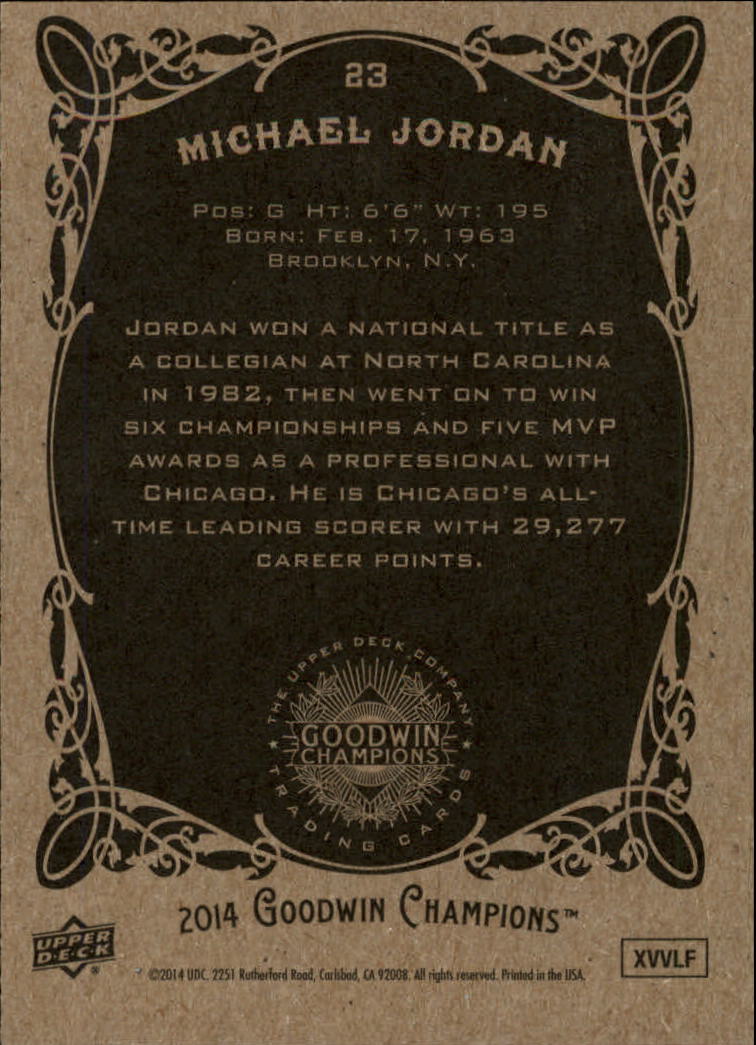 23
MICHAEL JORDAN
POS: G HT: 6'6" WT: 195
BORN: FEB. 17, 1963
BROOKLYN, N.Y.
JORDAN WON A NATIONAL TITLE AS
A COLLEGIAN AT NORTH CAROLINA
IN 1982, THEN WENT ON TO WIN
SIX CHAMPIONSHIPS AND FIVE MVP
AWARDS AS A PROFESSIONAL WITH
CHICAGO. HE IS CHICAGO'S ALL-
TIME LEADING SCORER WITH 29,277
CAREER POINTS.
THE UPPER DECK COMPANY
GOODWIN
CHAMPIONS
TRADING CARDS
2014 GOODWIN CHAMPIONS™
UPPER
DECK®
XVVLF
©2014 UDC. 2251 Rutherford Road, Carlsbad, CA 92008. All rights reserved. Printed in the USA.